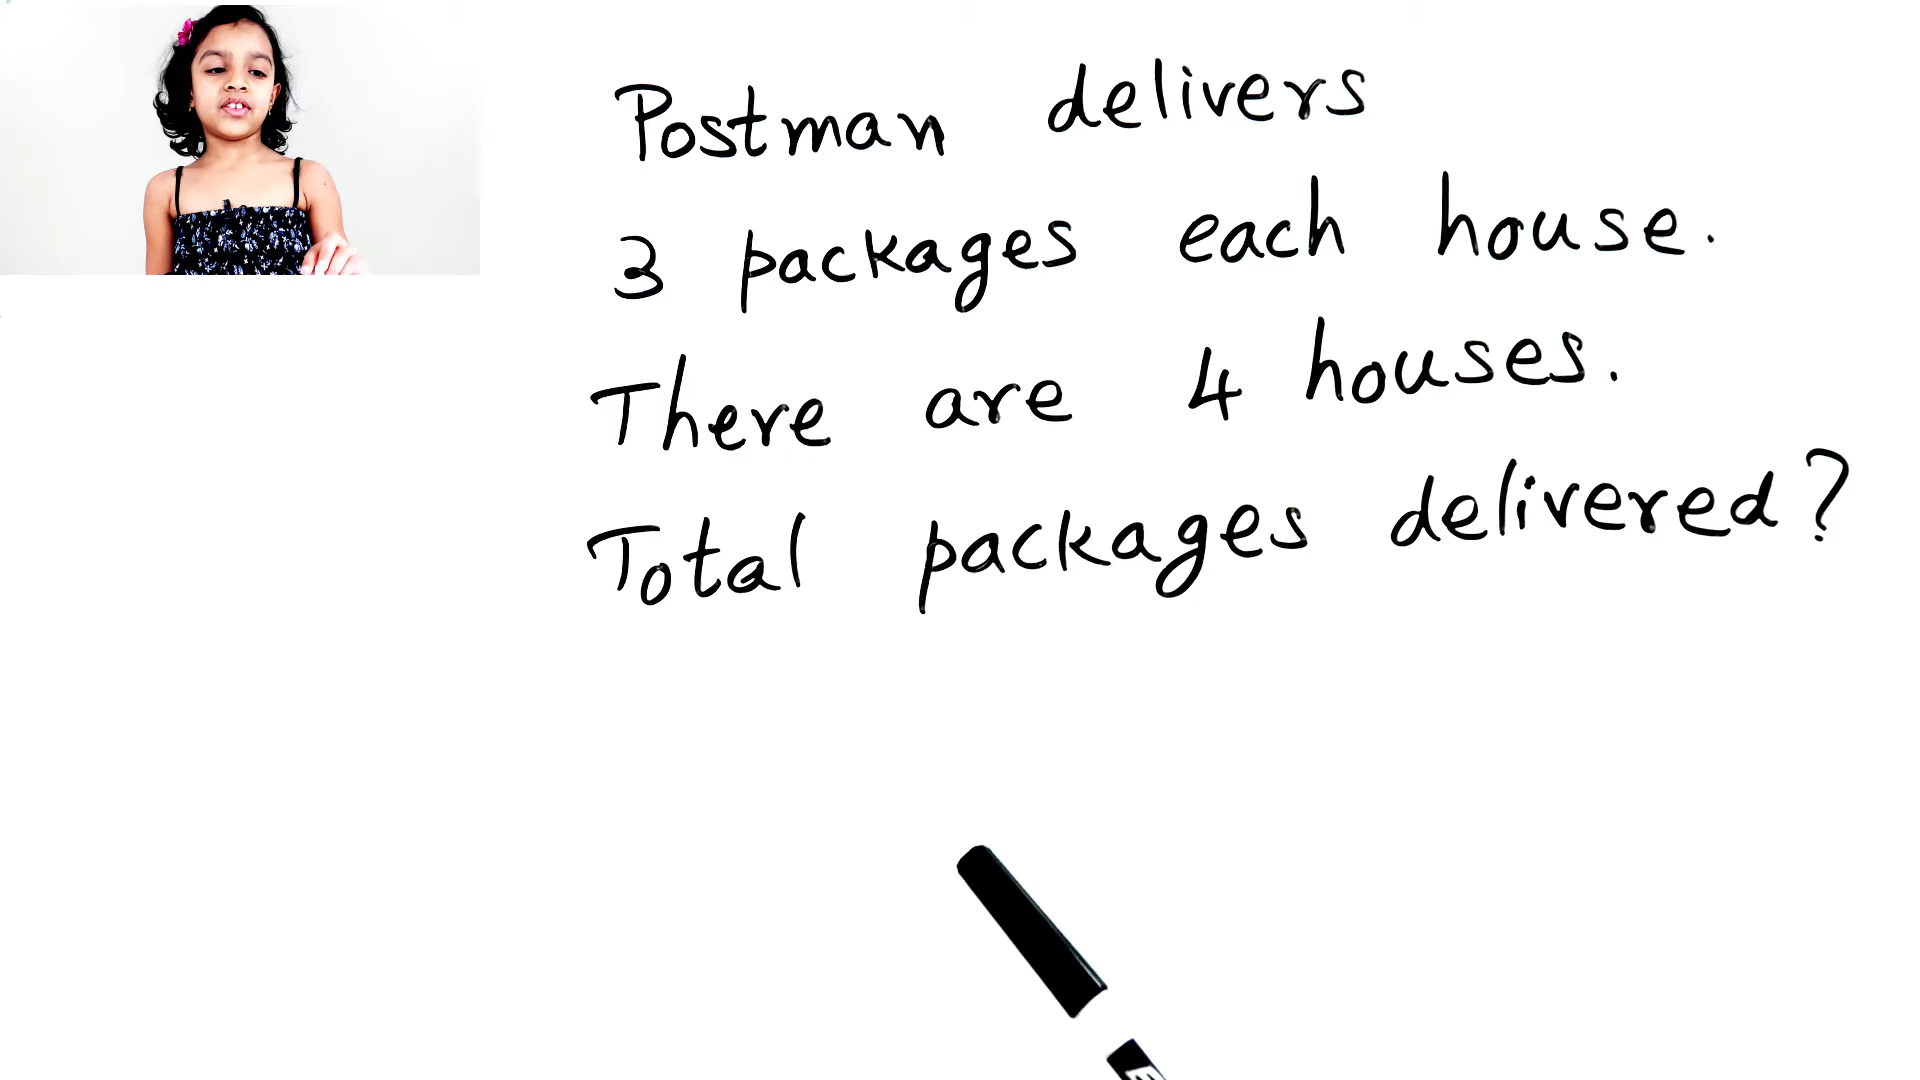 Postman delivers
3 packages each house.
There are 4 houses.
Total packages delivered?